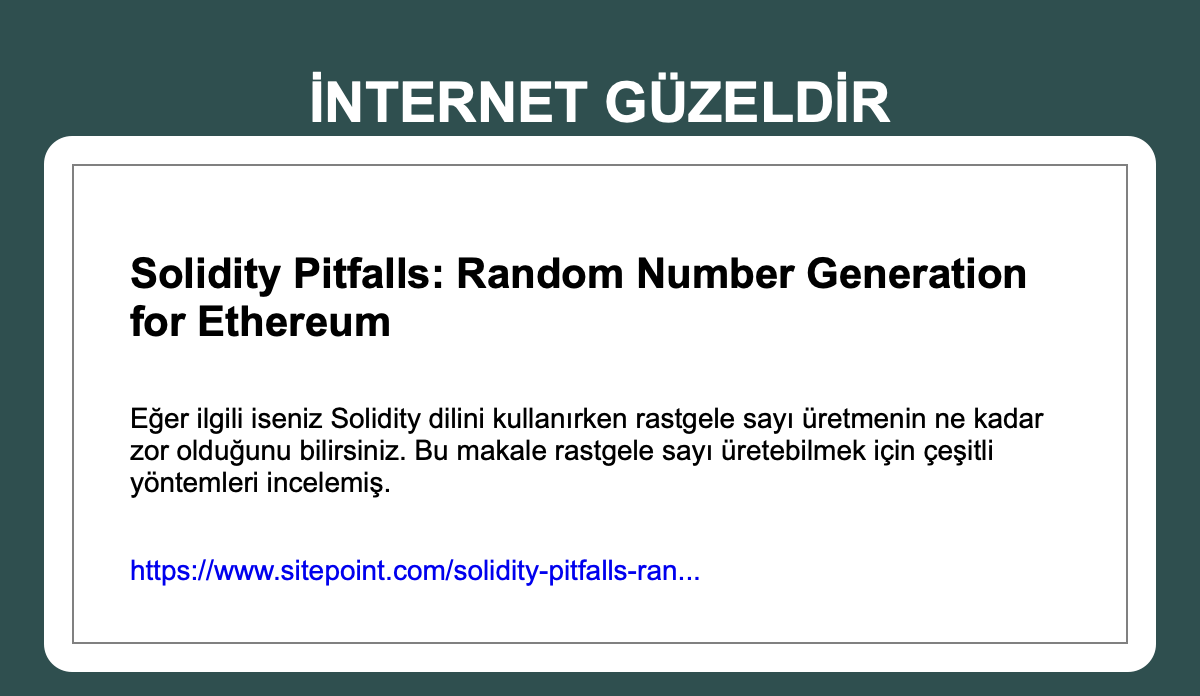 İNTERNET GÜZELDİR
Solidity Pitfalls: Random Number Generation
for Ethereum
Eğer ilgili iseniz Solidity dilini kullanırken rastgele sayı üretmenin ne kadar
zor olduğunu bilirsiniz. Bu makale rastgele sayı üretebilmek için çeşitli
yöntemleri incelemiş.
https://www.sitepoint.com/solidity-pitfalls-ran...